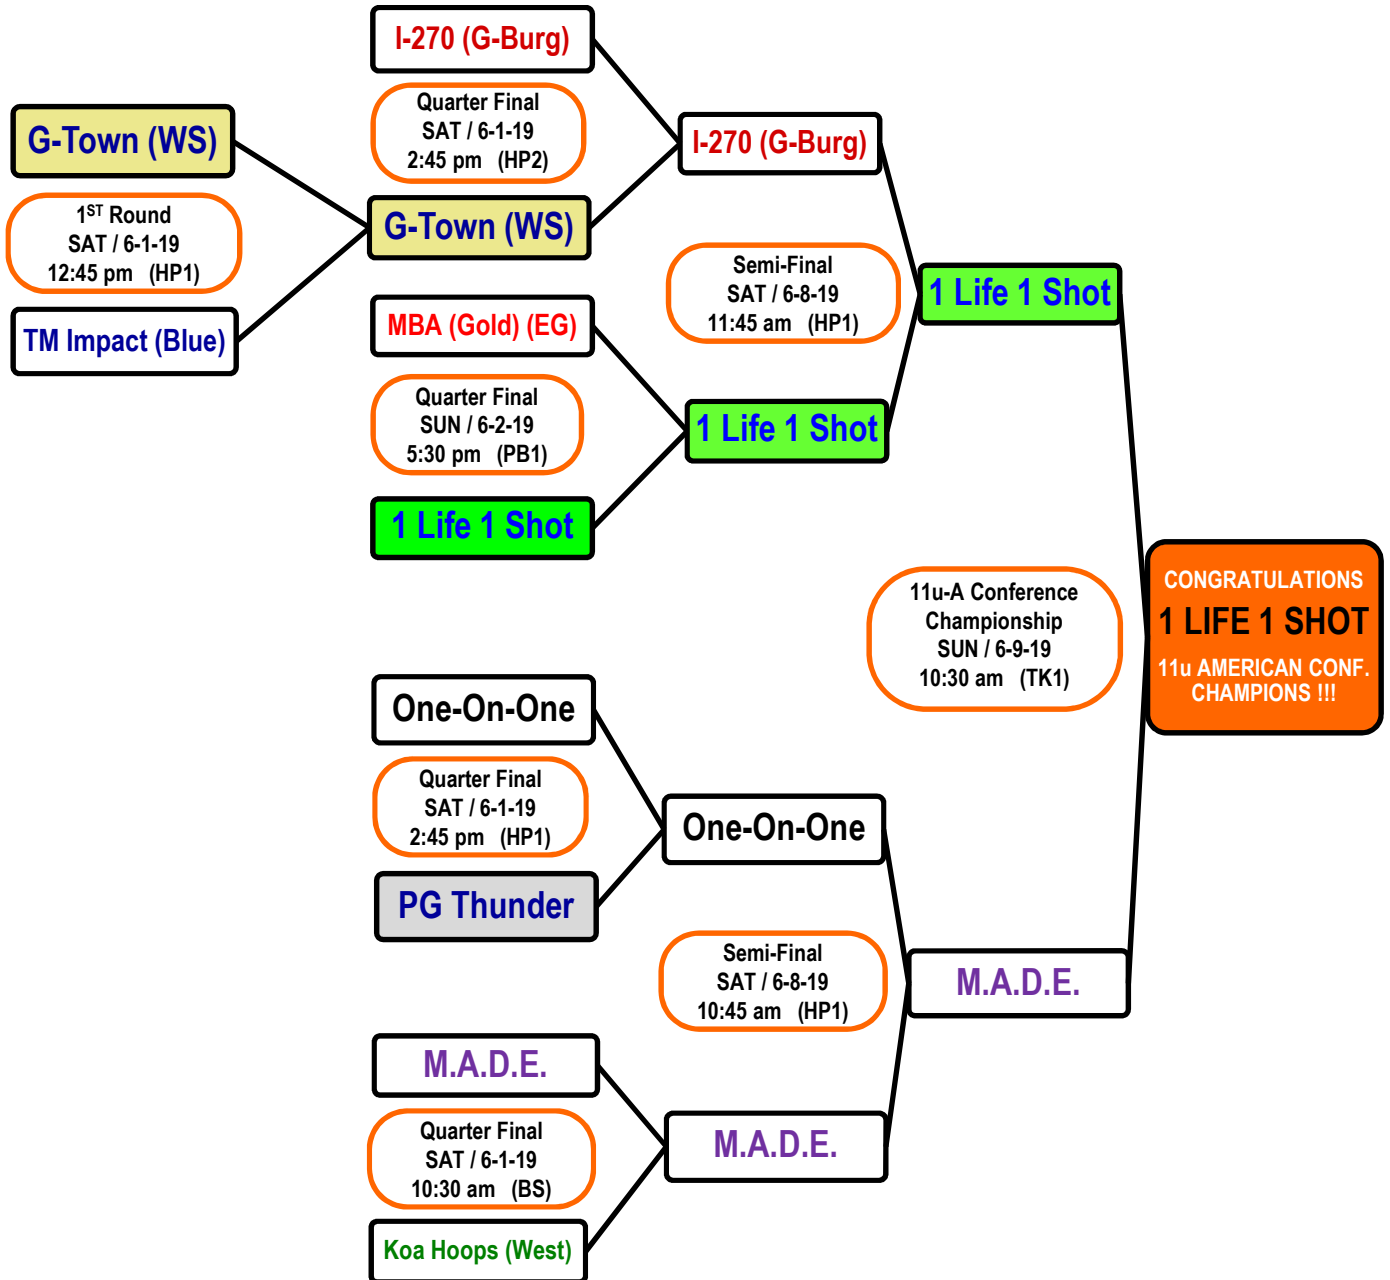 I-270 (G-Burg)
Quarter Final
SAT / 6-1-19
2:45 pm (HP2)
G-Town (WS)
1ST Round
SAT / 6-1-19
12:45 pm (HP1)
TM Impact (Blue)
G-Town (WS)
I-270 (G-Burg)
MBA (Gold) (EG)
Quarter Final
SUN / 6-2-19
5:30 pm (PB1)
1 Life 1 Shot
Semi-Final
SAT / 6-8-19
11:45 am (HP1)
1 Life 1 Shot
1 Life 1 Shot
One-On-One
Quarter Final
SAT / 6-1-19
2:45 pm (HP1)
PG Thunder
One-On-One
Semi-Final
SAT / 6-8-19
10:45 am (HP1)
M.A.D.E.
Quarter Final
SAT / 6-1-19
10:30 am (BS)
Koa Hoops (West)
M.A.D.E.
M.A.D.E.
11u-A Conference
Championship
SUN / 6-9-19
10:30 am (TK1)
CONGRATULATIONS
1 LIFE 1 SHOT
11u AMERICAN CONF.
CHAMPIONS !!!